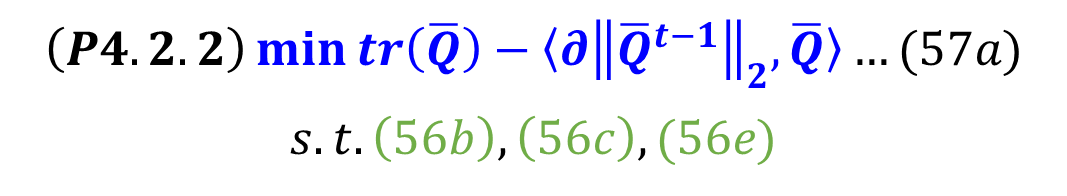 (P4.2.2) min tr(Q̅) − ⟨∂‖Q̅ᵗ⁻¹‖₂, Q̅⟩ … (57a)
s.t. (56b), (56c), (56e)